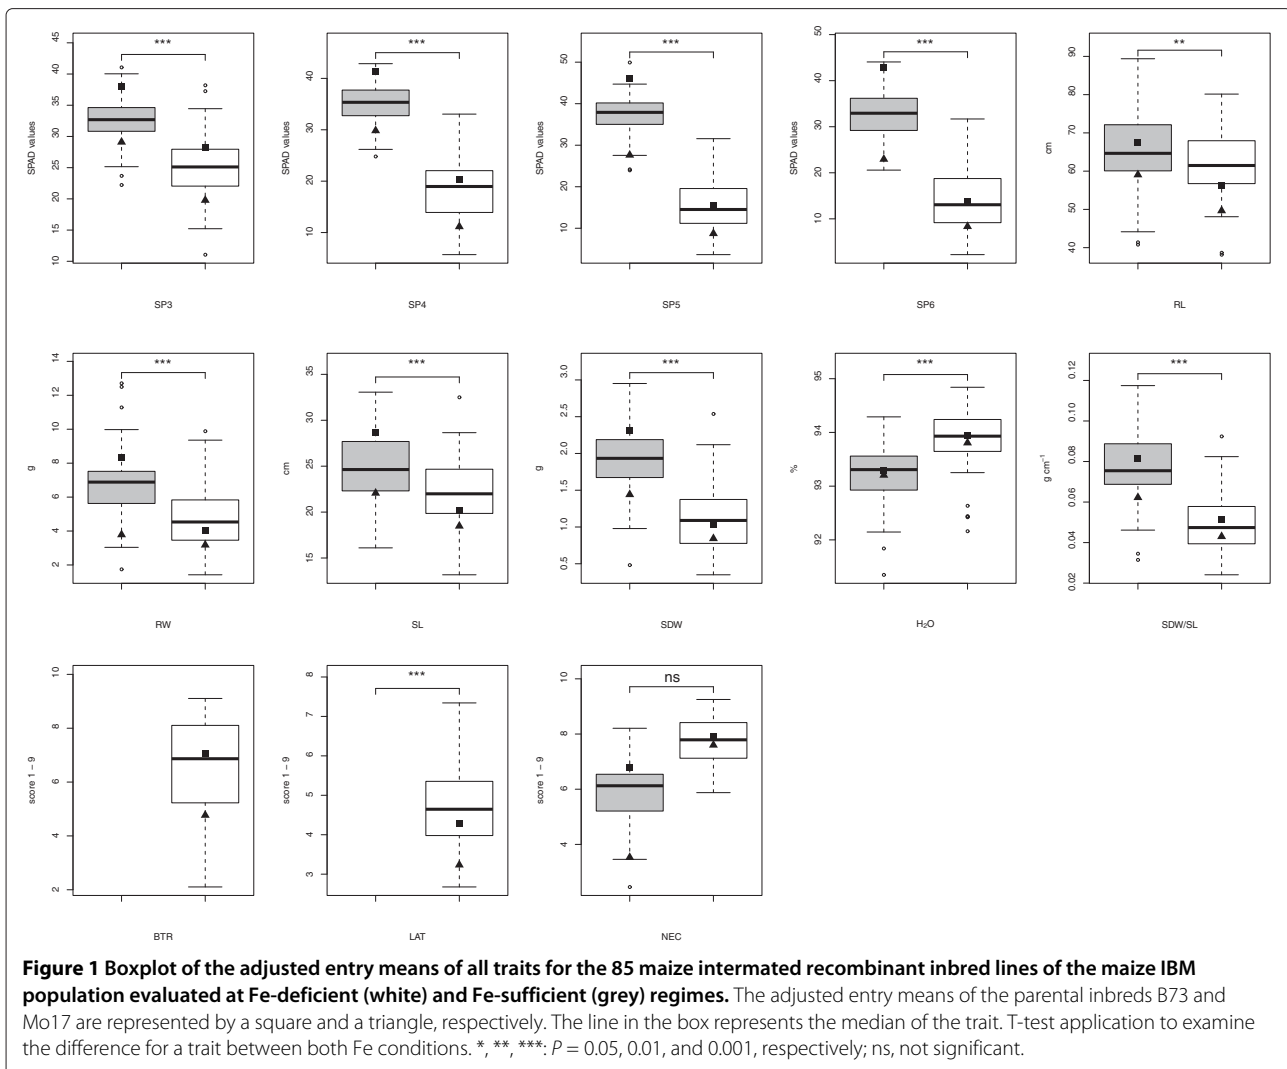 ***
SPAD values
10 15 20 25 30 35 40 45
SP3
***
SPAD values
10 20 30 40
SP4
***
SPAD values
10 20 30 40 50
SP5
***
SPAD values
10 20 30 40 50
SP6
**
cm
40 50 60 70 80 90
RL
***
g
2 4 6 8 10 12 14
RW
***
cm
15 20 25 30 35
SL
***
g
0.5 1.0 1.5 2.0 2.5 3.0
SDW
***
%
92 93 94 95
H₂O
***
g cm⁻¹
0.02 0.04 0.06 0.08 0.10 0.12
SDW/SL
score 1 − 9
2 4 6 8 10
BTR
***
score 1 − 9
3 4 5 6 7 8
LAT
ns
score 1 − 9
4 6 8 10
NEC
Figure 1 Boxplot of the adjusted entry means of all traits for the 85 maize intermated recombinant inbred lines of the maize IBM
population evaluated at Fe-deficient (white) and Fe-sufficient (grey) regimes. The adjusted entry means of the parental inbreds B73 and
Mo17 are represented by a square and a triangle, respectively. The line in the box represents the median of the trait. T-test application to examine
the difference for a trait between both Fe conditions. *, **, ***: P = 0.05, 0.01, and 0.001, respectively; ns, not significant.